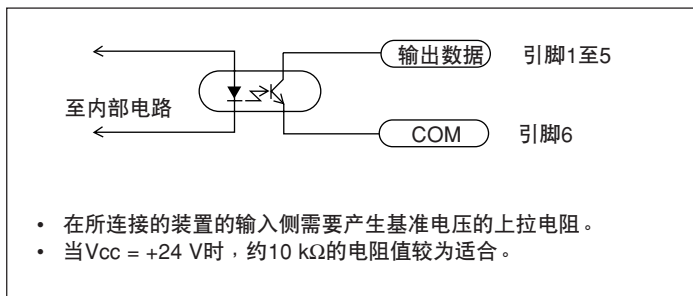 输出数据 引脚1至5
至内部电路
COM 引脚6
• 在所连接的装置的输入侧需要产生基准电压的上拉电阻。
• 当Vcc = +24 V时，约10 kΩ的电阻值较为适合。